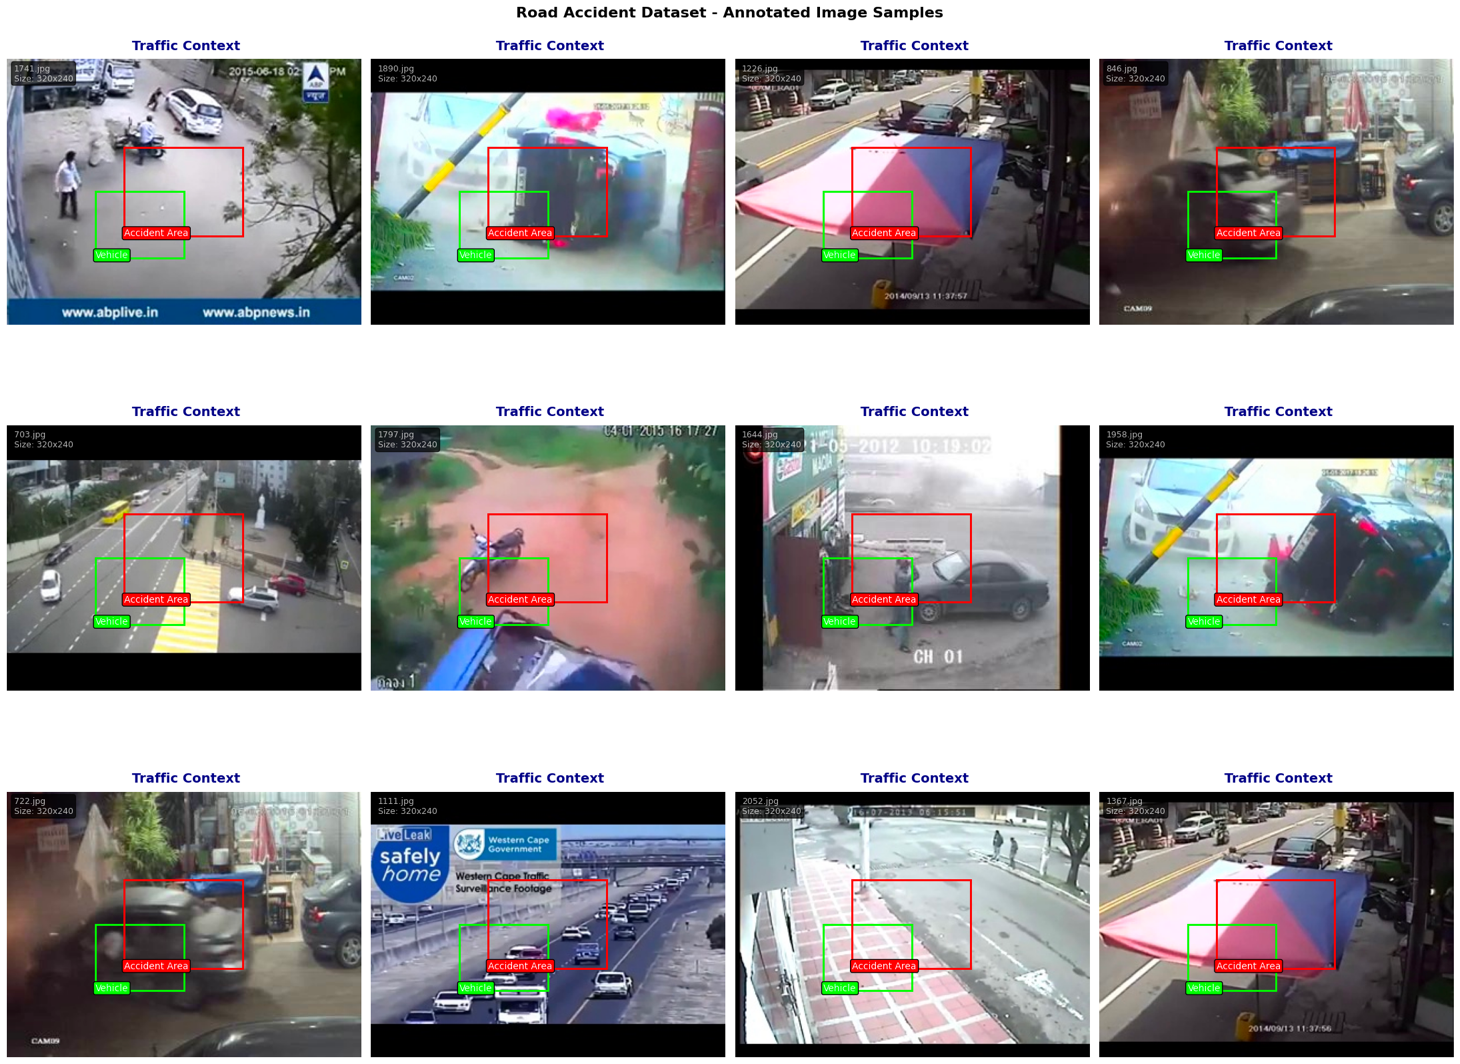 Road Accident Dataset - Annotated Image Samples
Traffic Context
1741.jpg
Size: 320x240
2015-06-18 02
PM
ABP
न्यूज़
Accident Area
Vehicle
www.abplive.in
www.abpnews.in
Traffic Context
1890.jpg
Size: 320x240
Accident Area
Vehicle
CAM02
Traffic Context
1226.jpg
Size: 320x240
Accident Area
Vehicle
2014/09/13 11:37:57
Traffic Context
846.jpg
Size: 320x240
Accident Area
Vehicle
CAM09
Traffic Context
703.jpg
Size: 320x240
Accident Area
Vehicle
Traffic Context
1797.jpg
Size: 320x240
04-01-2015 16:17:27
Accident Area
Vehicle
กล้อง 1
Traffic Context
1644.jpg
Size: 320x240
1-05-2012 10:19:02
Accident Area
Vehicle
CH 01
Traffic Context
1958.jpg
Size: 320x240
Accident Area
Vehicle
CAM02
Traffic Context
722.jpg
Size: 320x240
Accident Area
Vehicle
CAM09
Traffic Context
1111.jpg
Size: 320x240
LiveLeak
safely
home
Western Cape
Government
Western Cape Traffic
Surveillance Footage
Accident Area
Vehicle
Traffic Context
2052.jpg
Size: 320x240
Accident Area
Vehicle
Traffic Context
1367.jpg
Size: 320x240
Accident Area
Vehicle
2014/09/13 11:37:56